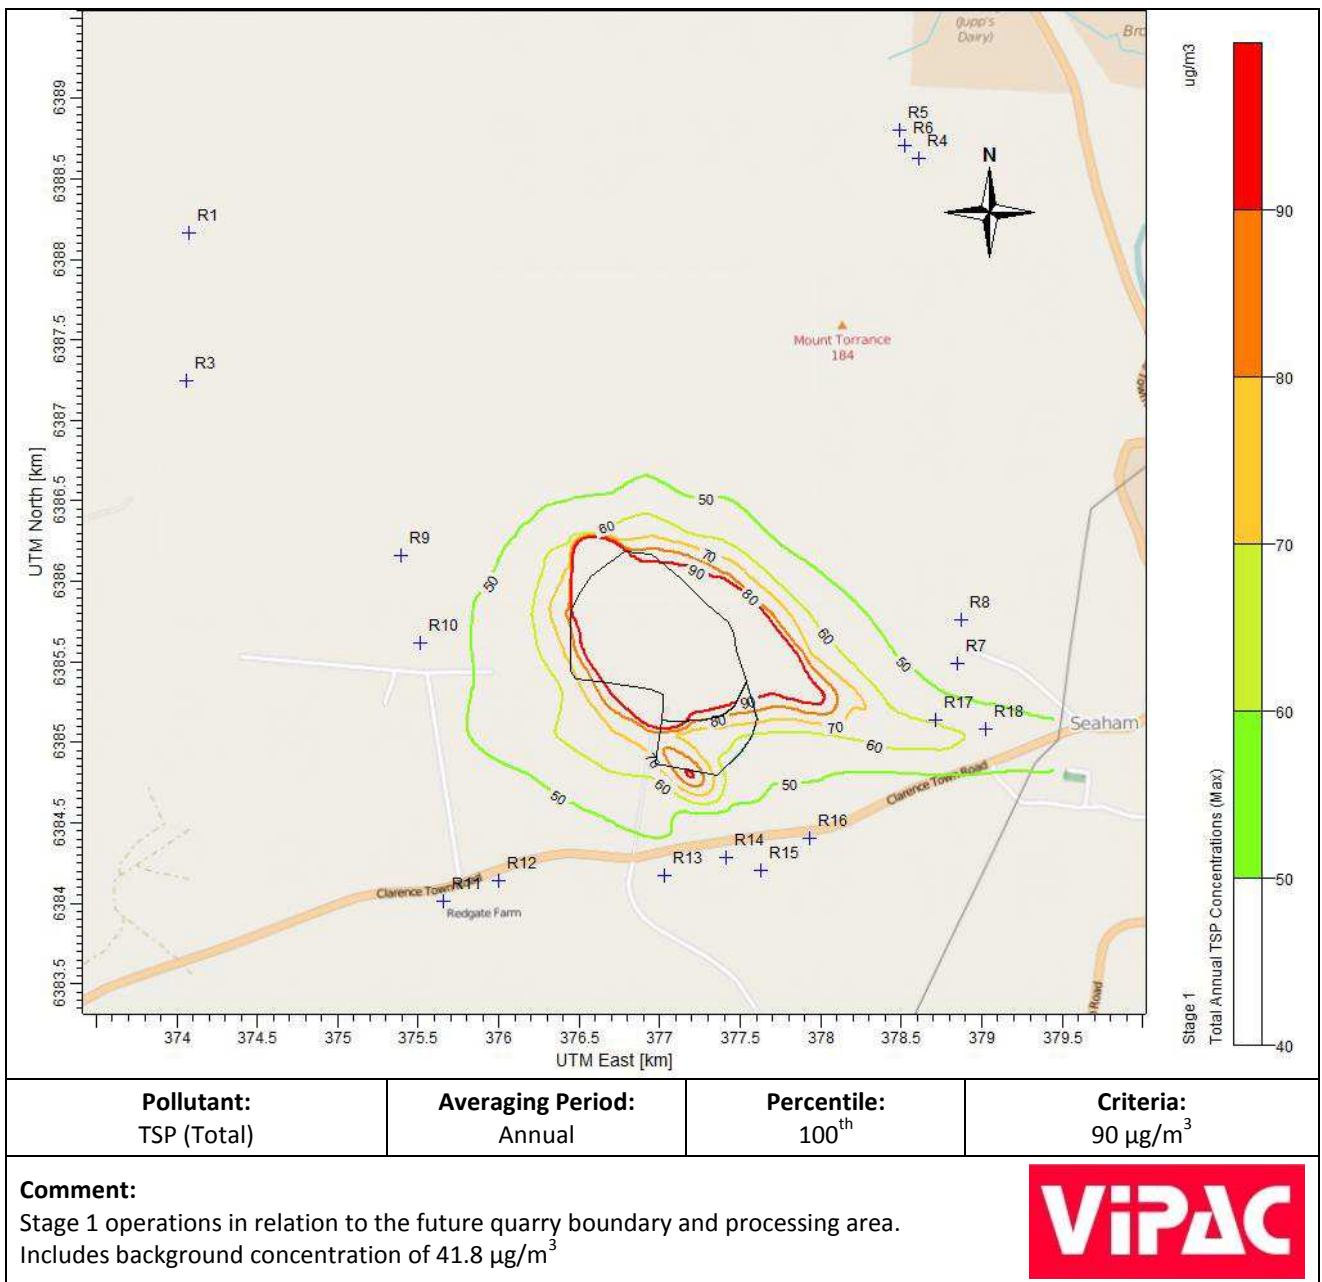 (Jupp's
Dairy)
Bro
R5
R6
R4
N
R1
R3
Mount Torrance
184
R9
R10
R8
R7
R17
R18
Seaham
50
60
70
90
80
60
50
50
90
80
70
60
70
60
50
50
Clarence Town Road
R16
R14
R15
R13
R12
R11
Clarence Town
Redgate Farm
Road
UTM North [km]
6389
6388.5
6388
6387.5
6387
6386.5
6386
6385.5
6385
6384.5
6384
6383.5
374 374.5 375 375.5 376 376.5 377 377.5 378 378.5 379 379.5
UTM East [km]
ug/m3
90
80
70
60
50
40
Stage 1
Total Annual TSP Concentrations (Max)
Pollutant:
TSP (Total)
Averaging Period:
Annual
Percentile:
100th
Criteria:
90 µg/m3
Comment:
Stage 1 operations in relation to the future quarry boundary and processing area.
Includes background concentration of 41.8 µg/m3
ViPAC